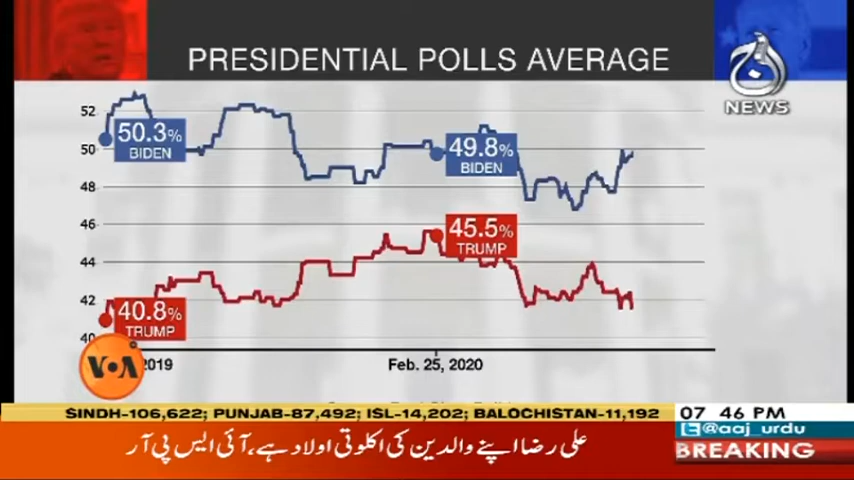 PRESIDENTIAL POLLS AVERAGE
NEWS
52
50
48
46
44
42
40
50.3%
BIDEN
49.8%
BIDEN
45.5%
TRUMP
40.8%
TRUMP
2019
Feb. 25, 2020
VOA
SINDH-106,622; PUNJAB-87,492; ISL-14,202; BALOCHISTAN-11,192
07 46 PM
@aaj_urdu
BREAKING
علی رضا اپنے والدین کی اکلوتی اولاد ہے، آئی ایس پی آر